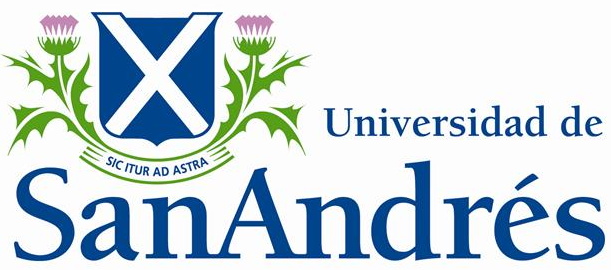 SIC ITUR AD ASTRA
Universidad de
SanAndrés